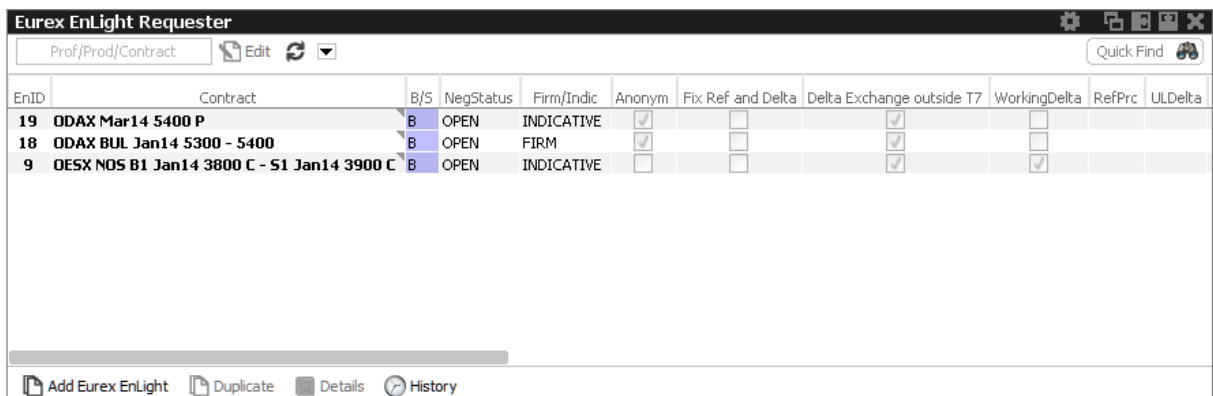 Eurex EnLight Requester
Prof/Prod/Contract Edit Quick Find
EnID Contract B/S NegStatus Firm/Indic Anonym Fix Ref and Delta Delta Exchange outside T7 WorkingDelta RefPrc ULDelta
19 ODAX Mar14 5400 P B OPEN INDICATIVE
18 ODAX BUL Jan14 5300 - 5400 B OPEN FIRM
9 OESX NOS B1 Jan14 3800 C - S1 Jan14 3900 C B OPEN INDICATIVE
Add Eurex EnLight Duplicate Details History